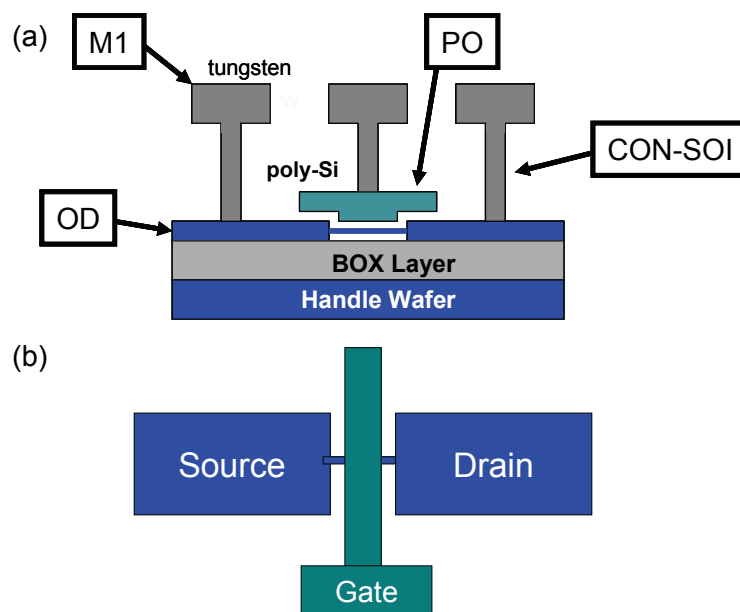 (a)
M1
PO
tungsten
CON-SOI
poly-Si
OD
BOX Layer
Handle Wafer
(b)
Source
Drain
Gate